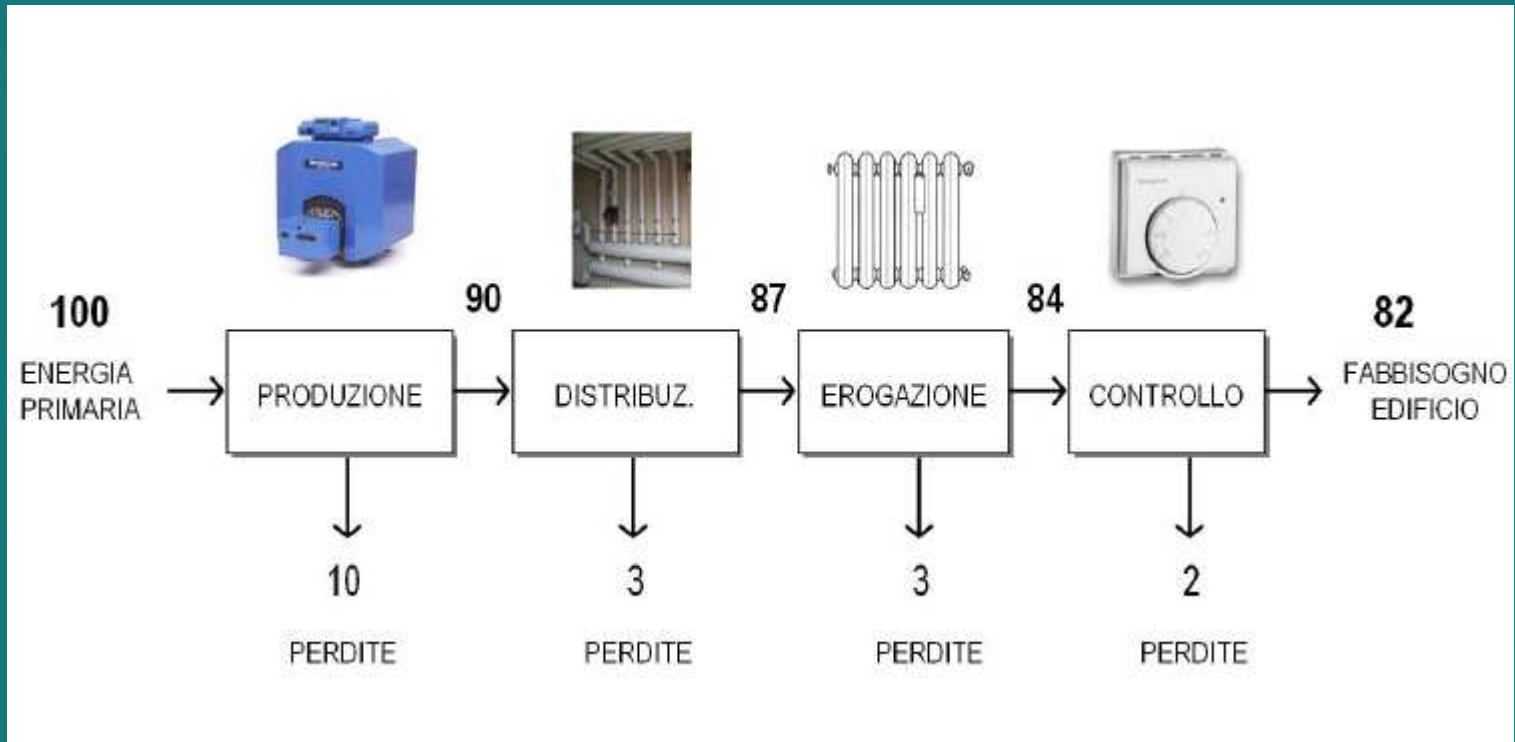 90
87
84
100
82
ENERGIA
PRIMARIA
PRODUZIONE
DISTRIBUZ.
EROGAZIONE
CONTROLLO
FABBISOGNO
EDIFICIO
10
3
3
2
PERDITE
PERDITE
PERDITE
PERDITE